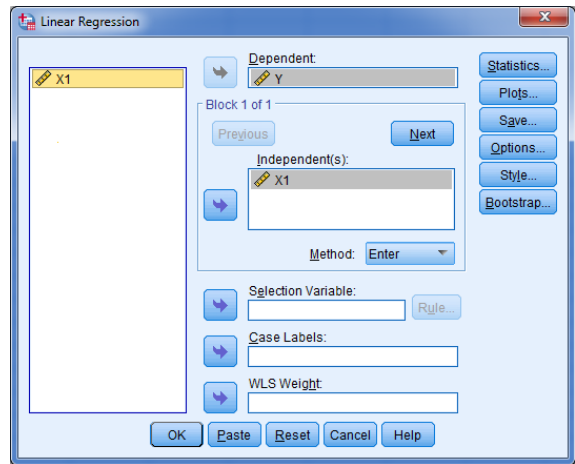 Linear Regression
X1
Dependent:
Y
Block 1 of 1
Previous
Next
Independent(s):
X1
Method:
Enter
Selection Variable:
Rule...
Case Labels:
WLS Weight:
Statistics...
Plots...
Save...
Options...
Style...
Bootstrap...
OK
Paste
Reset
Cancel
Help